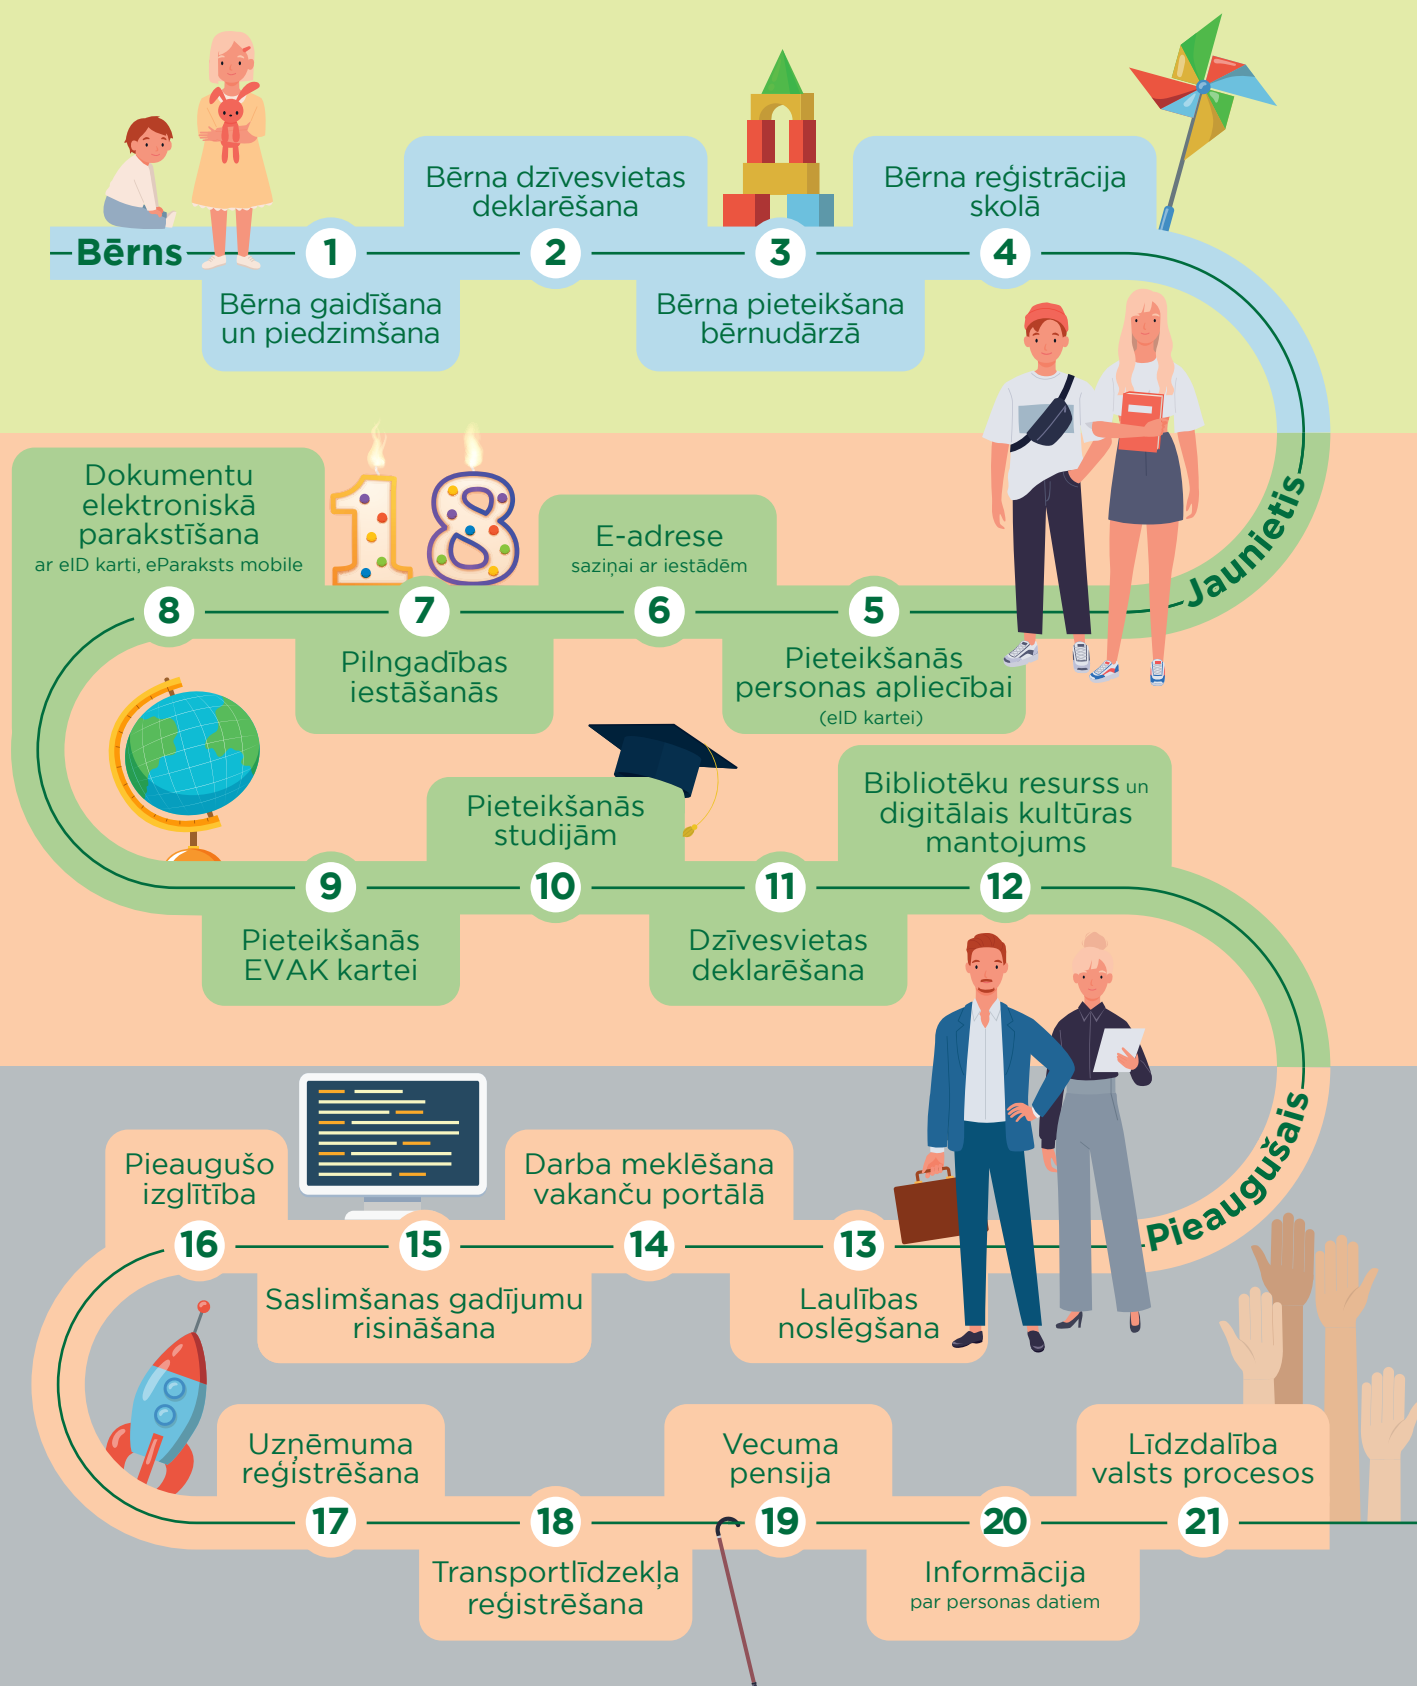 Bērns
1
Bērna gaidīšana
un piedzimšana
Bērna dzīvesvietas
deklarēšana
2
3
Bērna pieteikšana
bērnudārzā
Bērna reģistrācija
skolā
4
Jaunietis
5
Pieteikšanās
personas apliecībai
(eID kartei)
E-adrese
saziņai ar iestādēm
6
18
7
Pilngadības
iestāšanās
Dokumentu
elektroniskā
parakstīšana
ar eID karti, eParaksts mobile
8
9
Pieteikšanās
EVAK kartei
Pieteikšanās
studijām
10
11
Dzīvesvietas
deklarēšana
Bibliotēku resurss un
digitālais kultūras
mantojums
12
Pieaugušais
13
Laulības
noslēgšana
Darba meklēšana
vakanču portālā
14
15
Saslimšanas gadījumu
risināšana
Pieaugušo
izglītība
16
Uzņēmuma
reģistrēšana
17
18
Transportlīdzekļa
reģistrēšana
Vecuma
pensija
19
20
Informācija
par personas datiem
Līdzdalība
valsts procesos
21